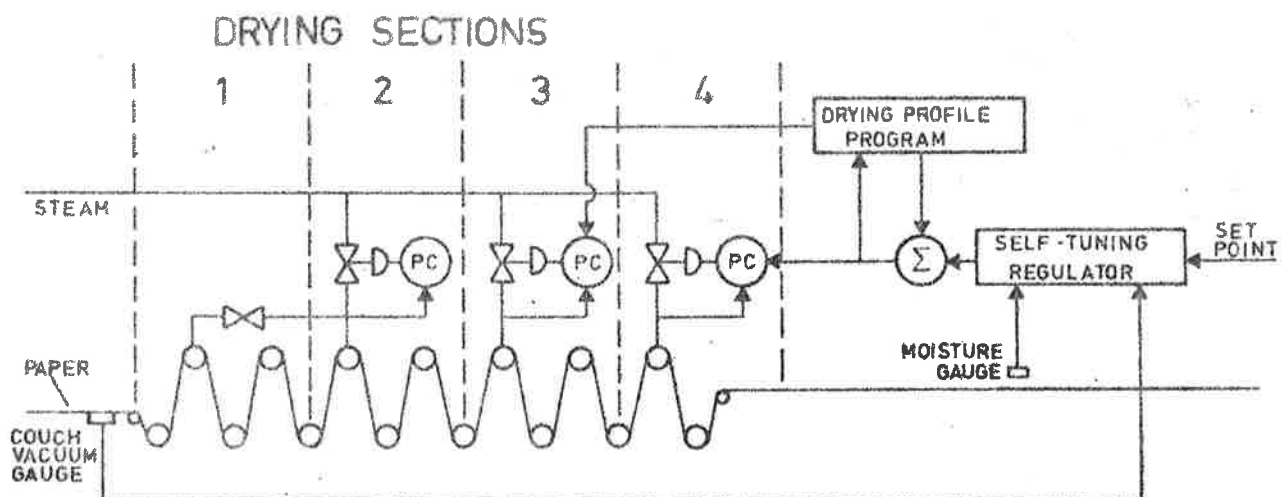 DRYING SECTIONS
1 2 3 4
DRYING PROFILE
PROGRAM
STEAM
PC
PC
PC
Σ
SELF-TUNING
REGULATOR
SET
POINT
MOISTURE
GAUGE
PAPER
COUCH
VACUUM
GAUGE